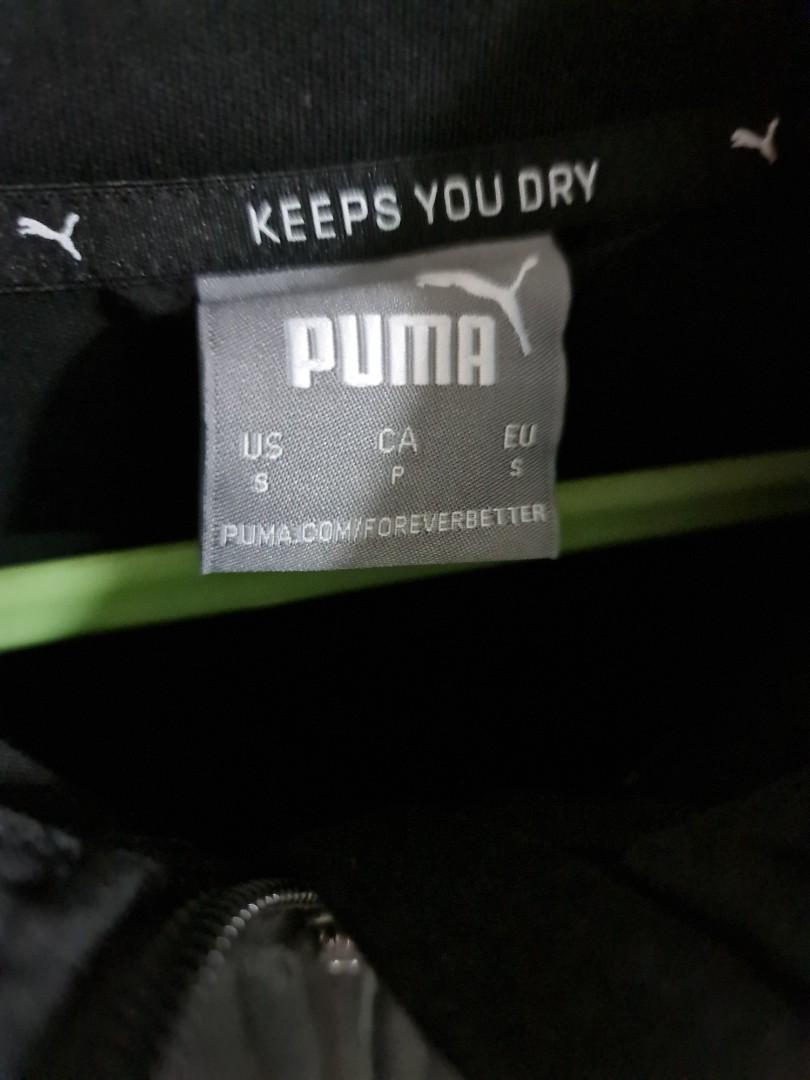 KEEPS YOU DRY
PUMA
US CA EU
S P S
PUMA.COM/FOREVERBETTER